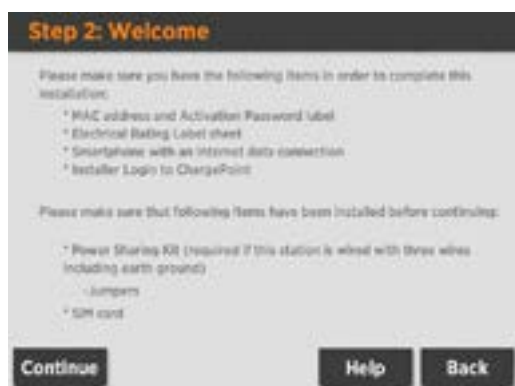 Step 2: Welcome
Please make sure you have the following items in order to complete this
installation:
* MAC address and Activation Password label
* Electrical Rating Label sheet
* Smartphone with an internet data connection
* Installer Login to ChargePoint
Please make sure that following items have been installed before continuing:
* Power Sharing Kit (required if this station is wired with three wires
including earth ground)
-Jumpers
* SIM card
Continue
Help
Back